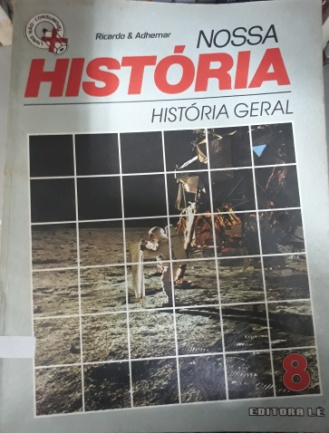 Ricardo & Adhemar
NOSSA
HISTÓRIA
HISTÓRIA GERAL
8
EDITORA LÊ